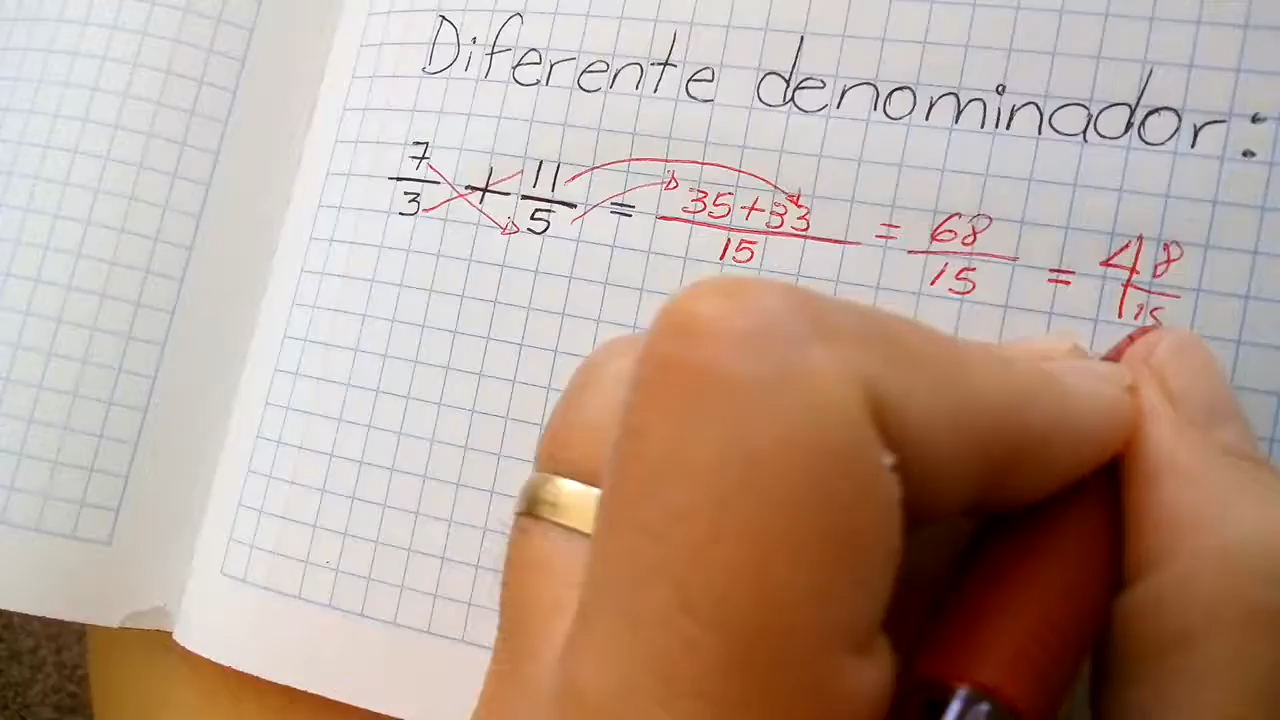 Diferente denominador:
7/3 + 11/5 = 35+33/15 = 68/15 = 4 8/15